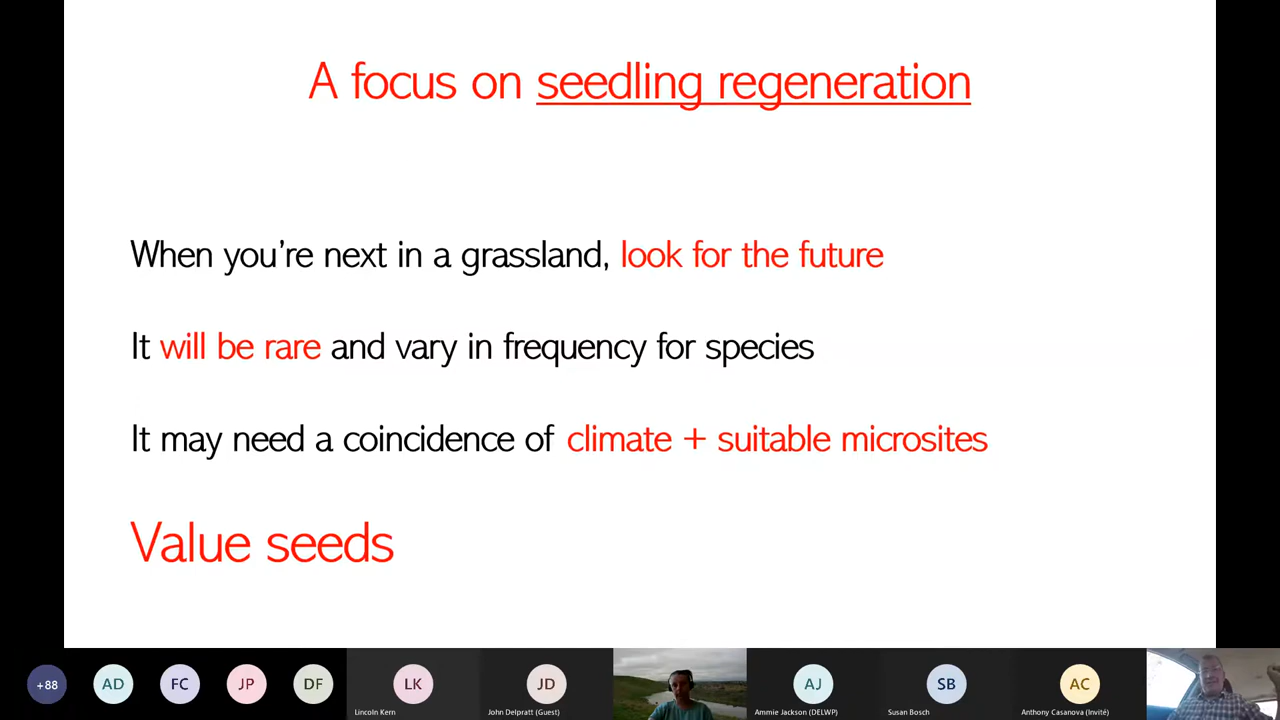 A focus on seedling regeneration
When you're next in a grassland, look for the future
It will be rare and vary in frequency for species
It may need a coincidence of climate + suitable microsites
Value seeds
+88
AD
FC
JP
DF
LK
JD
AJ
SB
AC
Lincoln Kern
John Delpratt (Guest)
Ammie Jackson (DELWP)
Susan Bosch
Anthony Casanova (Invité)